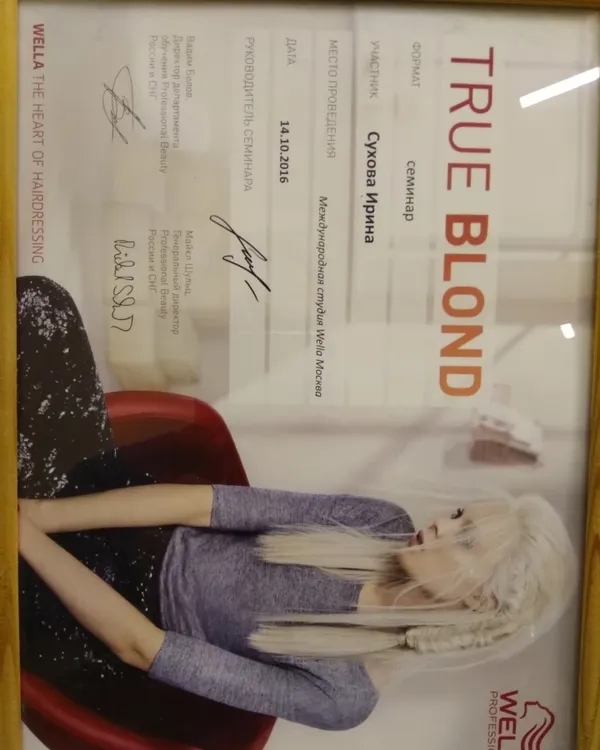 TRUE BLOND
ФОРМАТ
семинар
УЧАСТНИК
Сухова Ирина
МЕСТО ПРОВЕДЕНИЯ
Международная студия Wella Москва
ДАТА
14.10.2016
РУКОВОДИТЕЛЬ СЕМИНАРА
Вадим
Директор департамента
обучения Professional Beauty
России и СНГ
Майкл Шульц,
Генеральный директор
Professional Beauty
России и СНГ
WELLA THE HEART OF HAIRDRESSING
WEL
PROFESSI